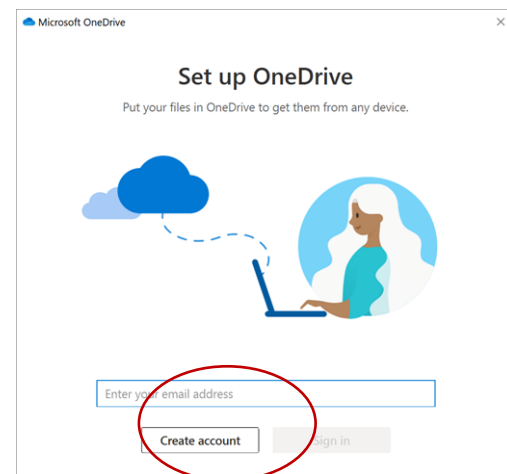 Microsoft OneDrive
Set up OneDrive
Put your files in OneDrive to get them from any device.
Enter your email address
Create account Sign in